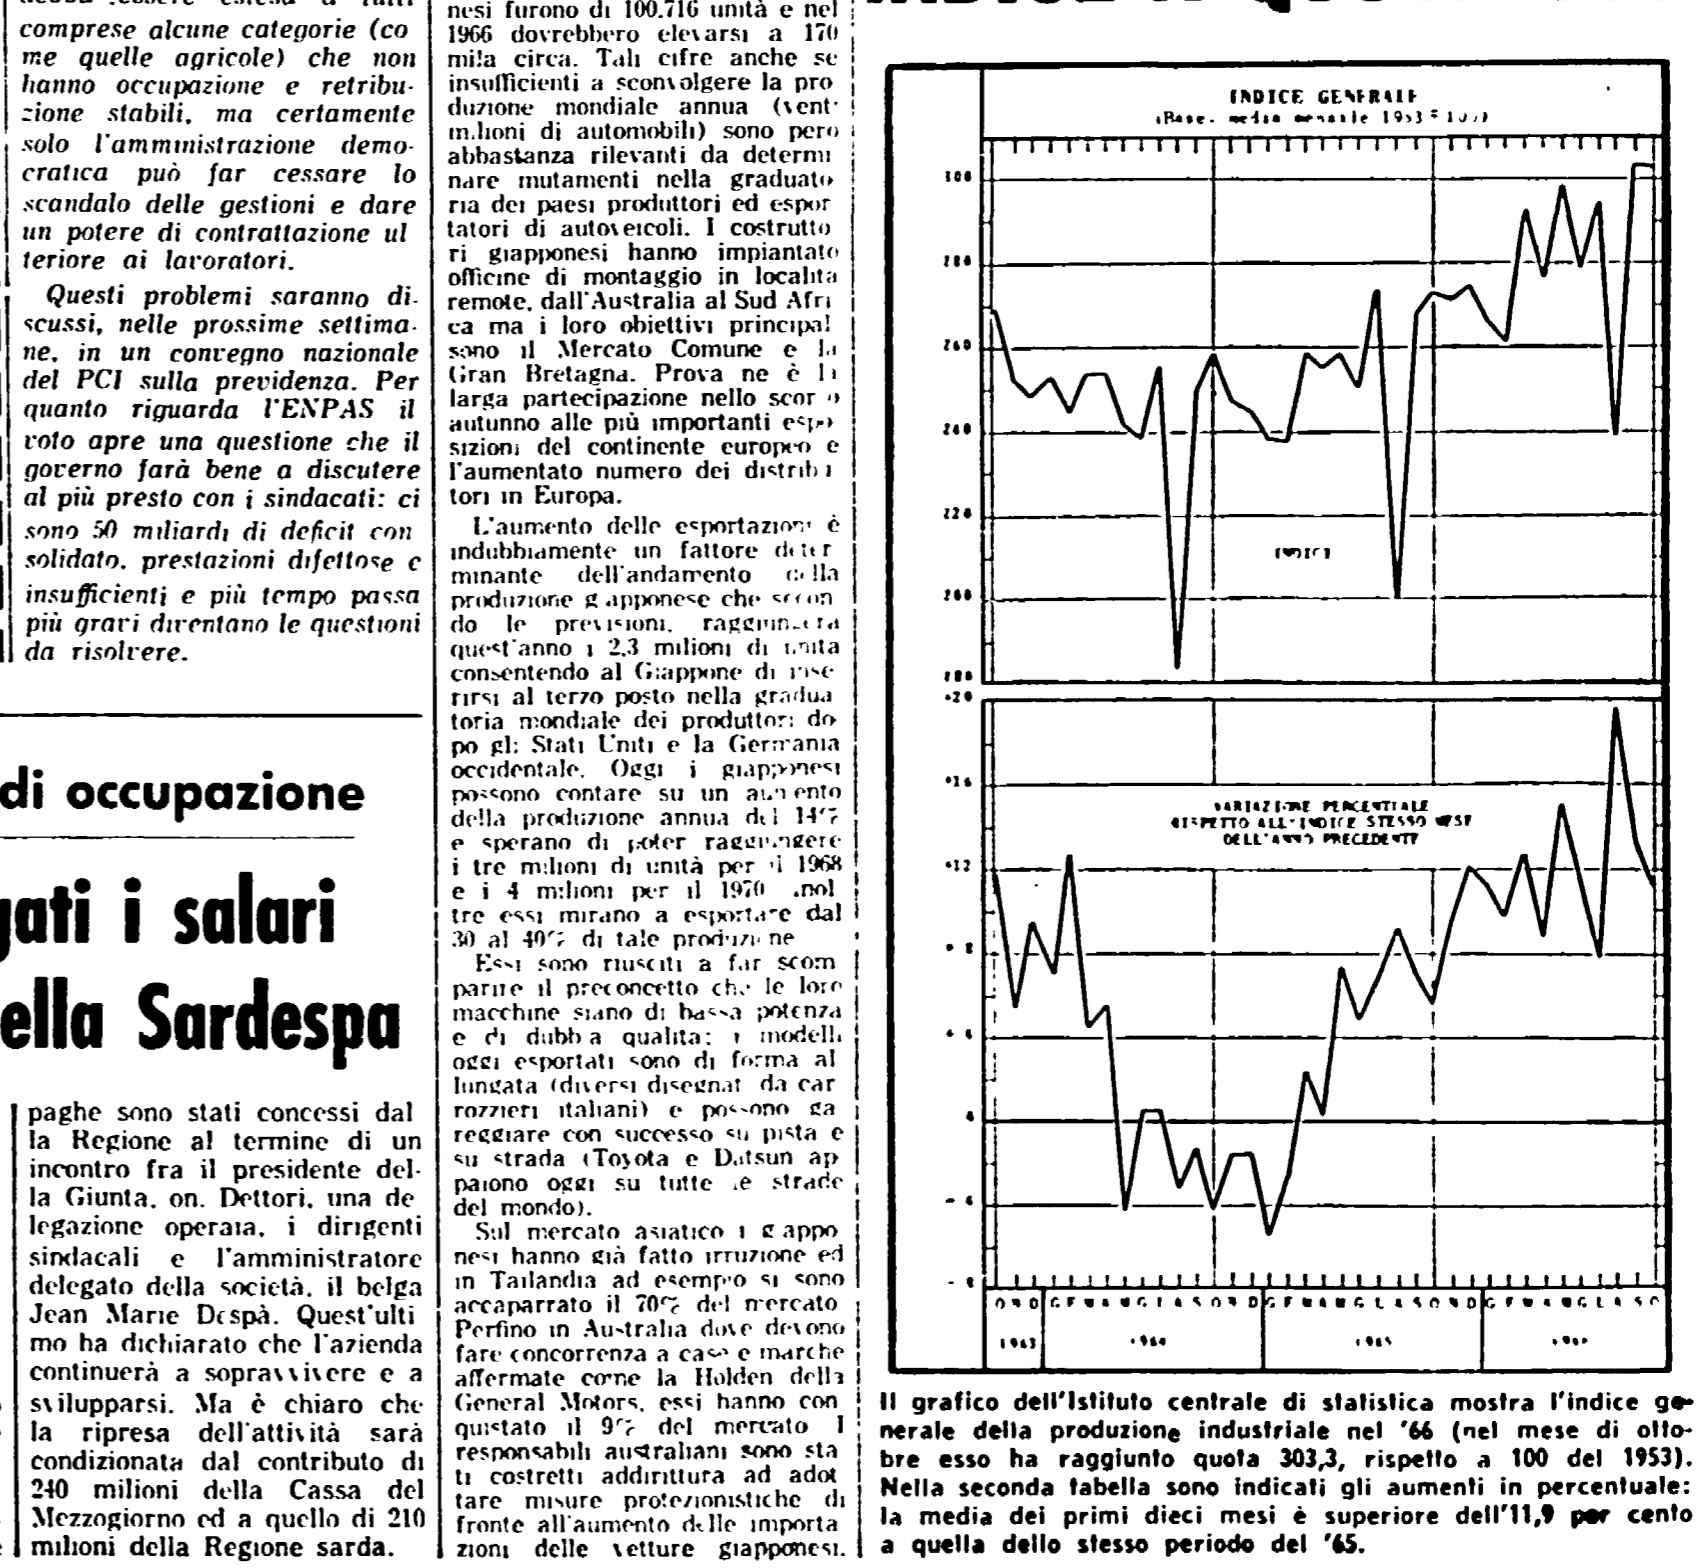 comprese alcune categorie (co
me quelle agricole) che non
hanno occupazione e retribu-
zione stabili, ma certamente
solo l'amministrazione demo-
cratica può far cessare lo
scandalo delle gestioni e dare
un potere di contrattazione ul
teriore ai lavoratori.
Questi problemi saranno di-
scussi, nelle prossime settima-
ne, in un convegno nazionale
del PCI sulla previdenza. Per
quanto riguarda l'ENPAS il
voto apre una questione che il
governo farà bene a discutere
al più presto con i sindacati: ci
sono 50 miliardi di deficit con
solidato, prestazioni difettose e
insufficienti e più tempo passa
più gravi diventano le questioni
da risolvere.
di occupazione
gati i salari
ella Sardespa
paghe sono stati concessi dal
la Regione al termine di un
incontro fra il presidente del-
la Giunta, on. Dettori, una de
legazione operaia, i dirigenti
sindacali e l'amministratore
delegato della società, il belga
Jean Marie Despà. Quest'ulti
mo ha dichiarato che l'azienda
continuerà a sopravvivere e a
svilupparsi. Ma è chiaro che
la ripresa dell'attività sarà
condizionata dal contributo di
240 milioni della Cassa del
Mezzogiorno ed a quello di 210
milioni della Regione sarda.
nesi furono di 100.716 unità e nel
1966 dovrebbero elevarsi a 170
mila circa. Tali cifre anche se
insufficienti a sconvolgere la pro
duzione mondiale annua (vent'
milioni di automobili) sono però
abbastanza rilevanti da determi
nare mutamenti nella graduato
ria dei paesi produttori ed espor
tatori di autoveicoli. I costrutto
ri giapponesi hanno impiantato
officine di montaggio in località
remote, dall'Australia al Sud Afri
ca ma i loro obiettivi principal
sono il Mercato Comune e la
Gran Bretagna. Prova ne è la
larga partecipazione nello scor o
autunno alle più importanti espo
sizioni del continente europeo e
l'aumentato numero dei distribu
tori in Europa.
L'aumento delle esportazioni è
indubbiamente un fattore deter
minante dell'andamento della
produzione giapponese che secon
do le previsioni, raggiungerà
quest'anno i 2,3 milioni di unità
consentendo al Giappone di inse
rirsi al terzo posto nella gradua
toria mondiale dei produttori do
po gli Stati Uniti e la Germania
occidentale. Oggi i giapponesi
possono contare su un aumento
della produzione annua del 14%
e sperano di poter raggiungere
i tre milioni di unità per il 1968
e i 4 milioni per il 1970 inol
tre essi mirano a esportare dal
30 al 40% di tale produzione
Essi sono riusciti a far scom
parire il preconcetto che le loro
macchine siano di bassa potenza
e di dubbia qualità: i modelli
oggi esportati sono di forma al
lungata (diversi disegnati da car
rozzieri italiani) e possono ga
reggiare con successo su pista e
su strada (Toyota e Datsun ap
paiono oggi su tutte le strade
del mondo).
Sul mercato asiatico i giappo
nesi hanno già fatto irruzione ed
in Tailandia ad esempio si sono
accaparrato il 70% del mercato
Perfino in Australia dove devono
fare concorrenza a case e marche
affermate come la Holden della
General Motors, essi hanno con
quistato il 9% del mercato I
responsabili australiani sono sta
ti costretti addirittura ad adot
tare misure protezionistiche di
fronte all'aumento delle importa
zioni delle vetture giapponesi.
INDICE GENERALE
(Base: media mensile 1953 = 100)
300
280
260
240
220
200
180
INDICI
+20
+16
+12
+ 8
VARIAZIONE PERCENTUALE
RISPETTO ALL'INDICE STESSO MESE
DELL'ANNO PRECEDENTE
O N D G F M A M G L A S O N D G F M A M G L A S O N D G F M A M G L A S O
1963 1964 1965 1966
Il grafico dell'Istituto centrale di statistica mostra l'indice ge-
nerale della produzione industriale nel '66 (nel mese di otto-
bre esso ha raggiunto quota 303,3, rispetto a 100 del 1953).
Nella seconda tabella sono indicati gli aumenti in percentuale:
la media dei primi dieci mesi è superiore dell'11,9 per cento
a quella dello stesso periodo del '65.